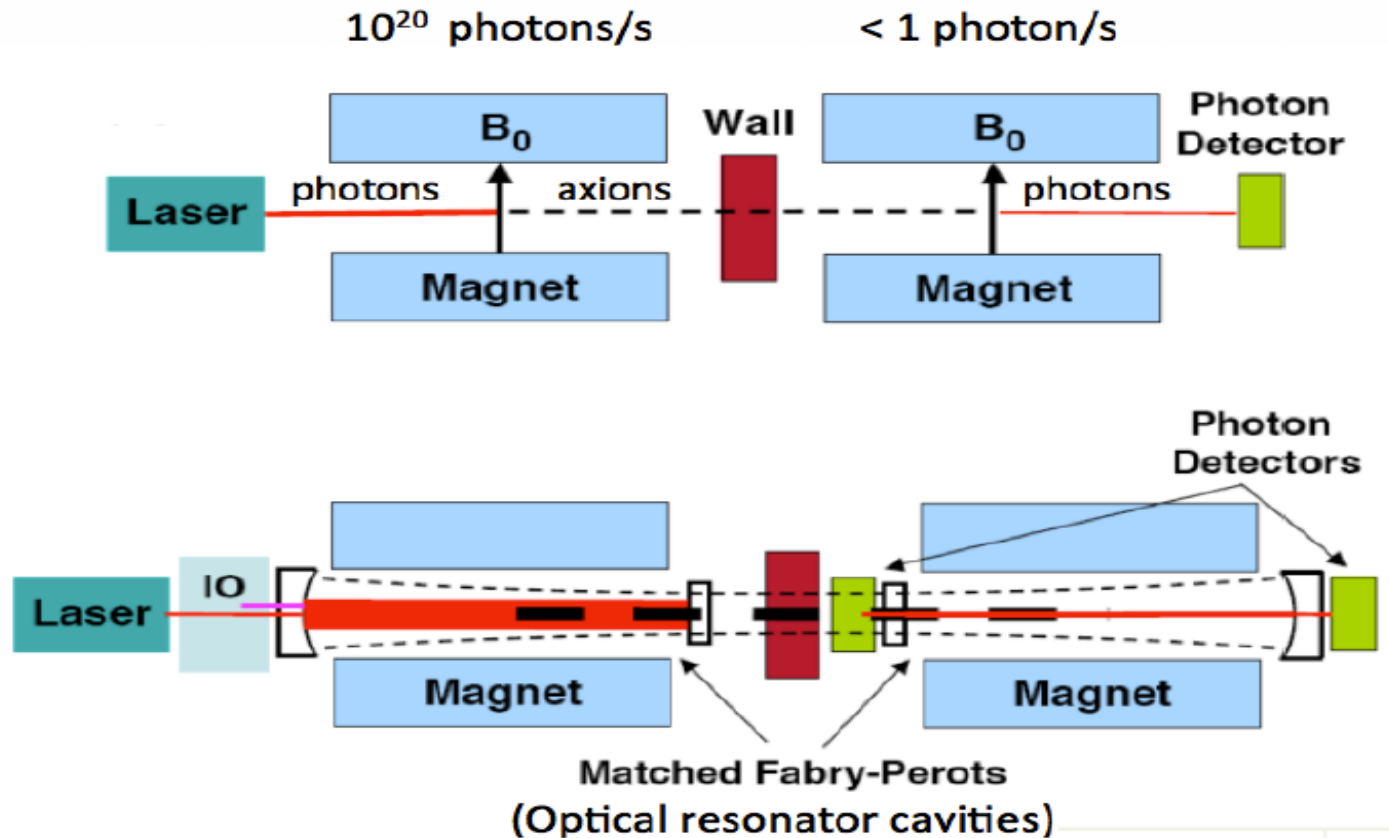 10²⁰ photons/s < 1 photon/s
B₀ Wall B₀ Photon
Detector
Laser photons axions photons
Magnet Magnet
Photon
Detectors
IO
Laser
Magnet Magnet
Matched Fabry-Perots
(Optical resonator cavities)